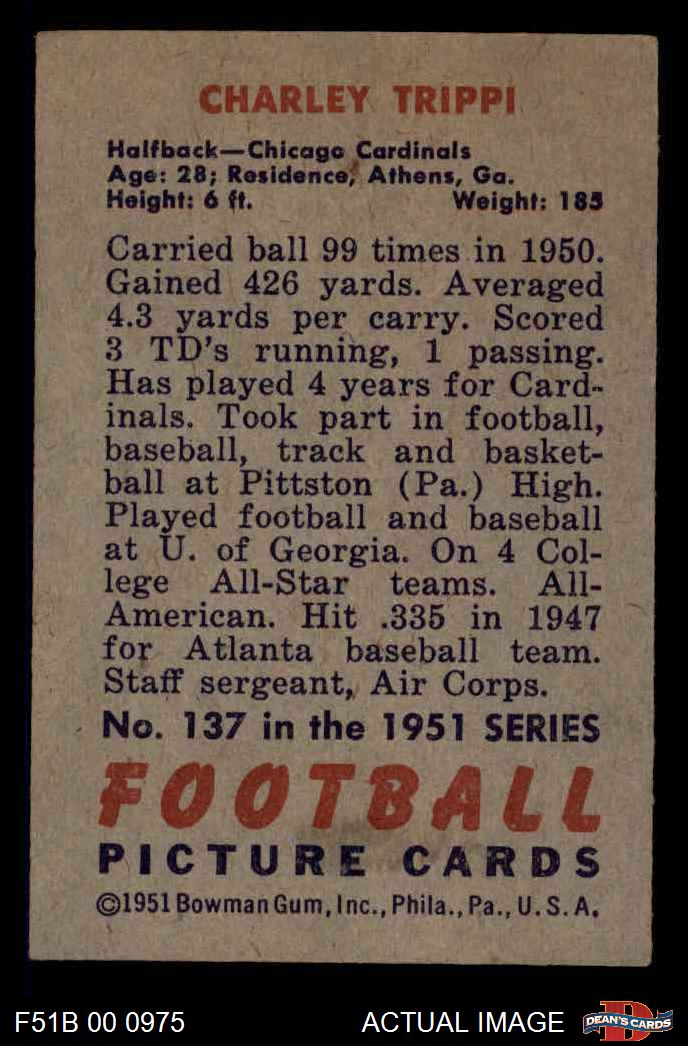 CHARLEY TRIPPI
Halfback—Chicago Cardinals
Age: 28; Residence, Athens, Ga.
Height: 6 ft. Weight: 185
Carried ball 99 times in 1950.
Gained 426 yards. Averaged
4.3 yards per carry. Scored
3 TD's running, 1 passing.
Has played 4 years for Card-
inals. Took part in football,
baseball, track and basket-
ball at Pittston (Pa.) High.
Played football and baseball
at U. of Georgia. On 4 Col-
lege All-Star teams. All-
American. Hit .335 in 1947
for Atlanta baseball team.
Staff sergeant, Air Corps.
No. 137 in the 1951 SERIES
FOOTBALL
PICTURE CARDS
©1951 Bowman Gum, Inc., Phila., Pa., U.S.A.
F51B 00 0975 ACTUAL IMAGE DEAN'S CARDS